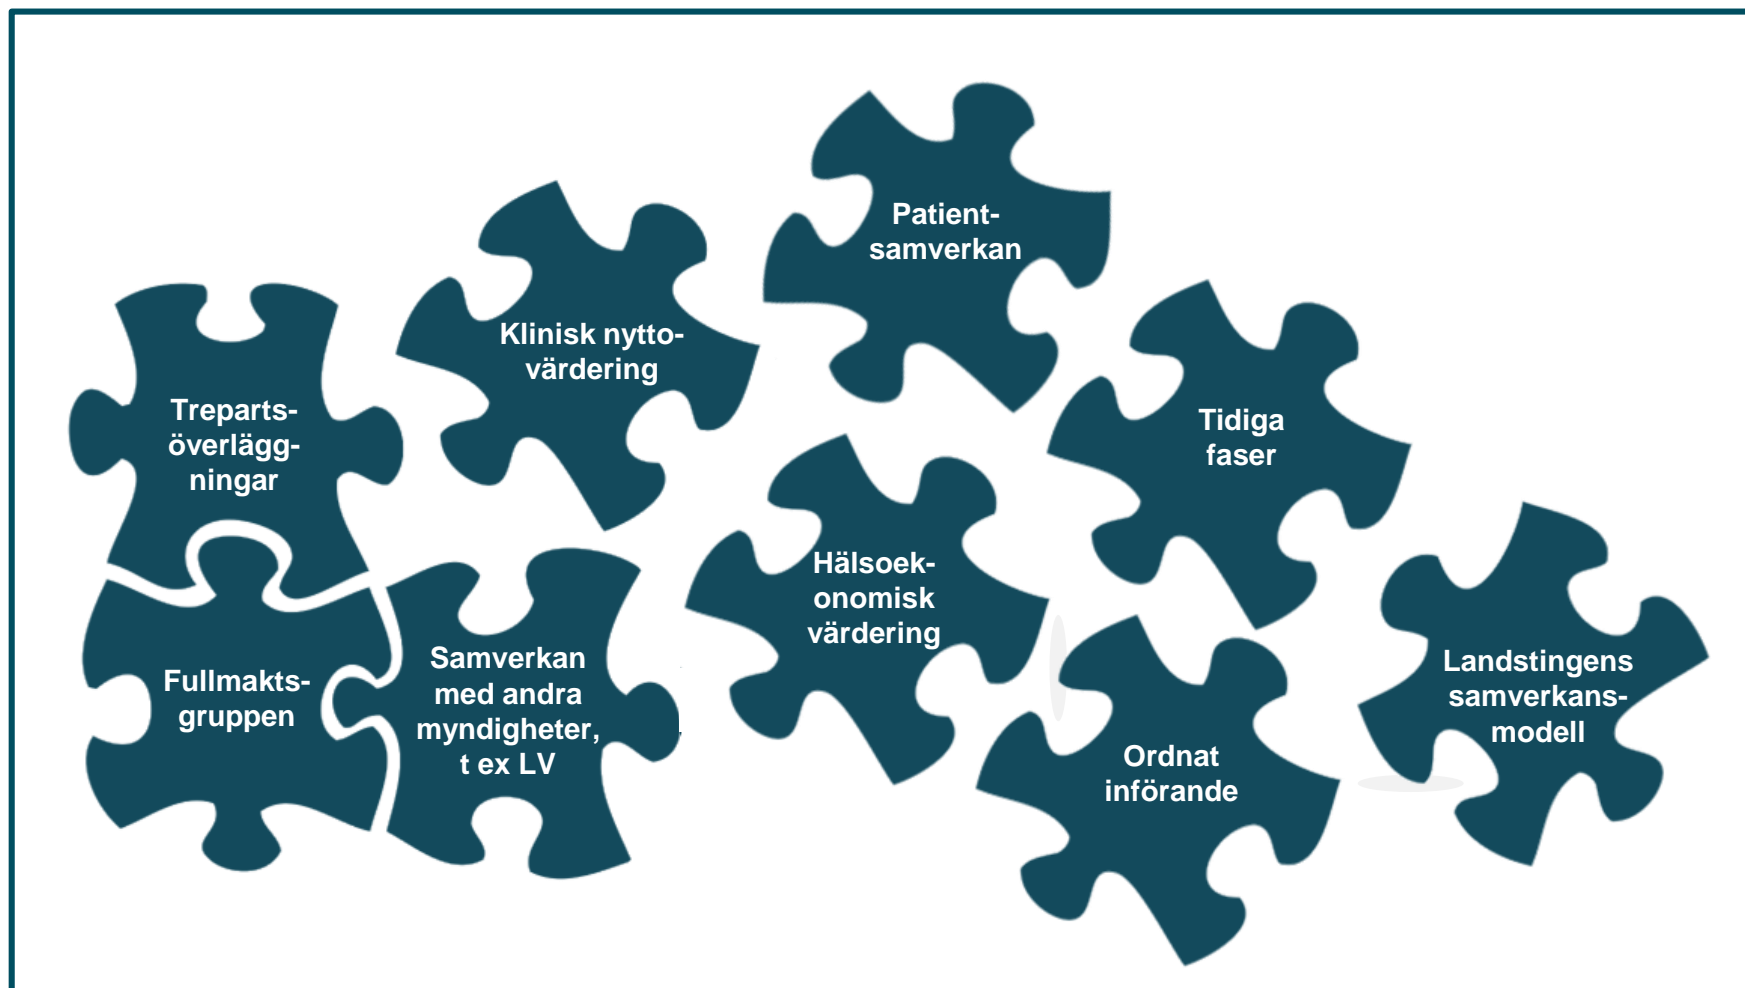 Patient-
samverkan
Klinisk nytto-
värdering
Treparts-
överlägg-
ningar
Tidiga
faser
Hälsoek-
onomisk
värdering
Fullmakts-
gruppen
Samverkan
med andra
myndigheter,
t ex LV
Landstingens
samverkans-
modell
Ordnat
införande